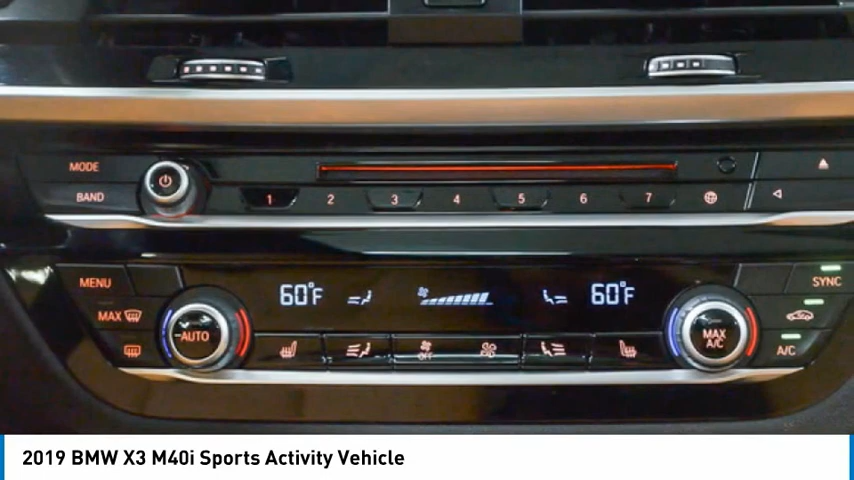 MODE
BAND
1 2 3 4 5 6 7
MENU
60°F 60°F
SYNC
MAX
AUTO
MAX A/C
OFF
A/C
2019 BMW X3 M40i Sports Activity Vehicle